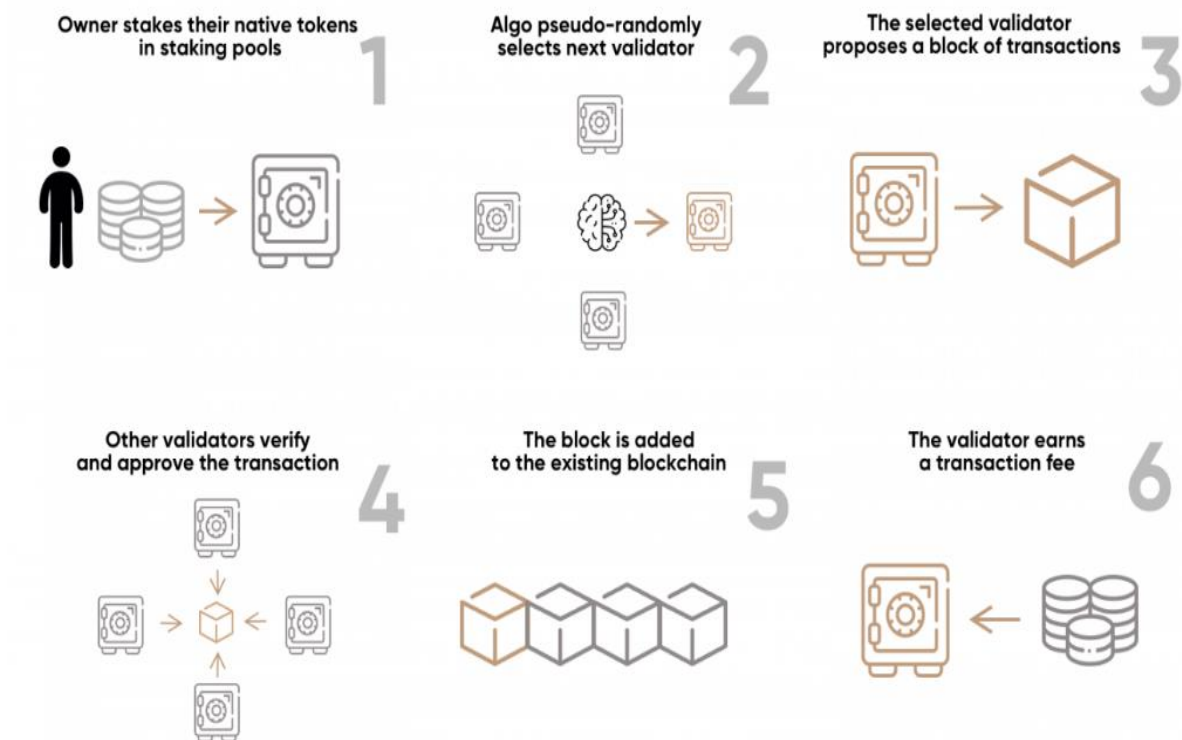 Owner stakes their native tokens
in staking pools
1
Algo pseudo-randomly
selects next validator
2
The selected validator
proposes a block of transactions
3
Other validators verify
and approve the transaction
4
The block is added
to the existing blockchain
5
The validator earns
a transaction fee
6